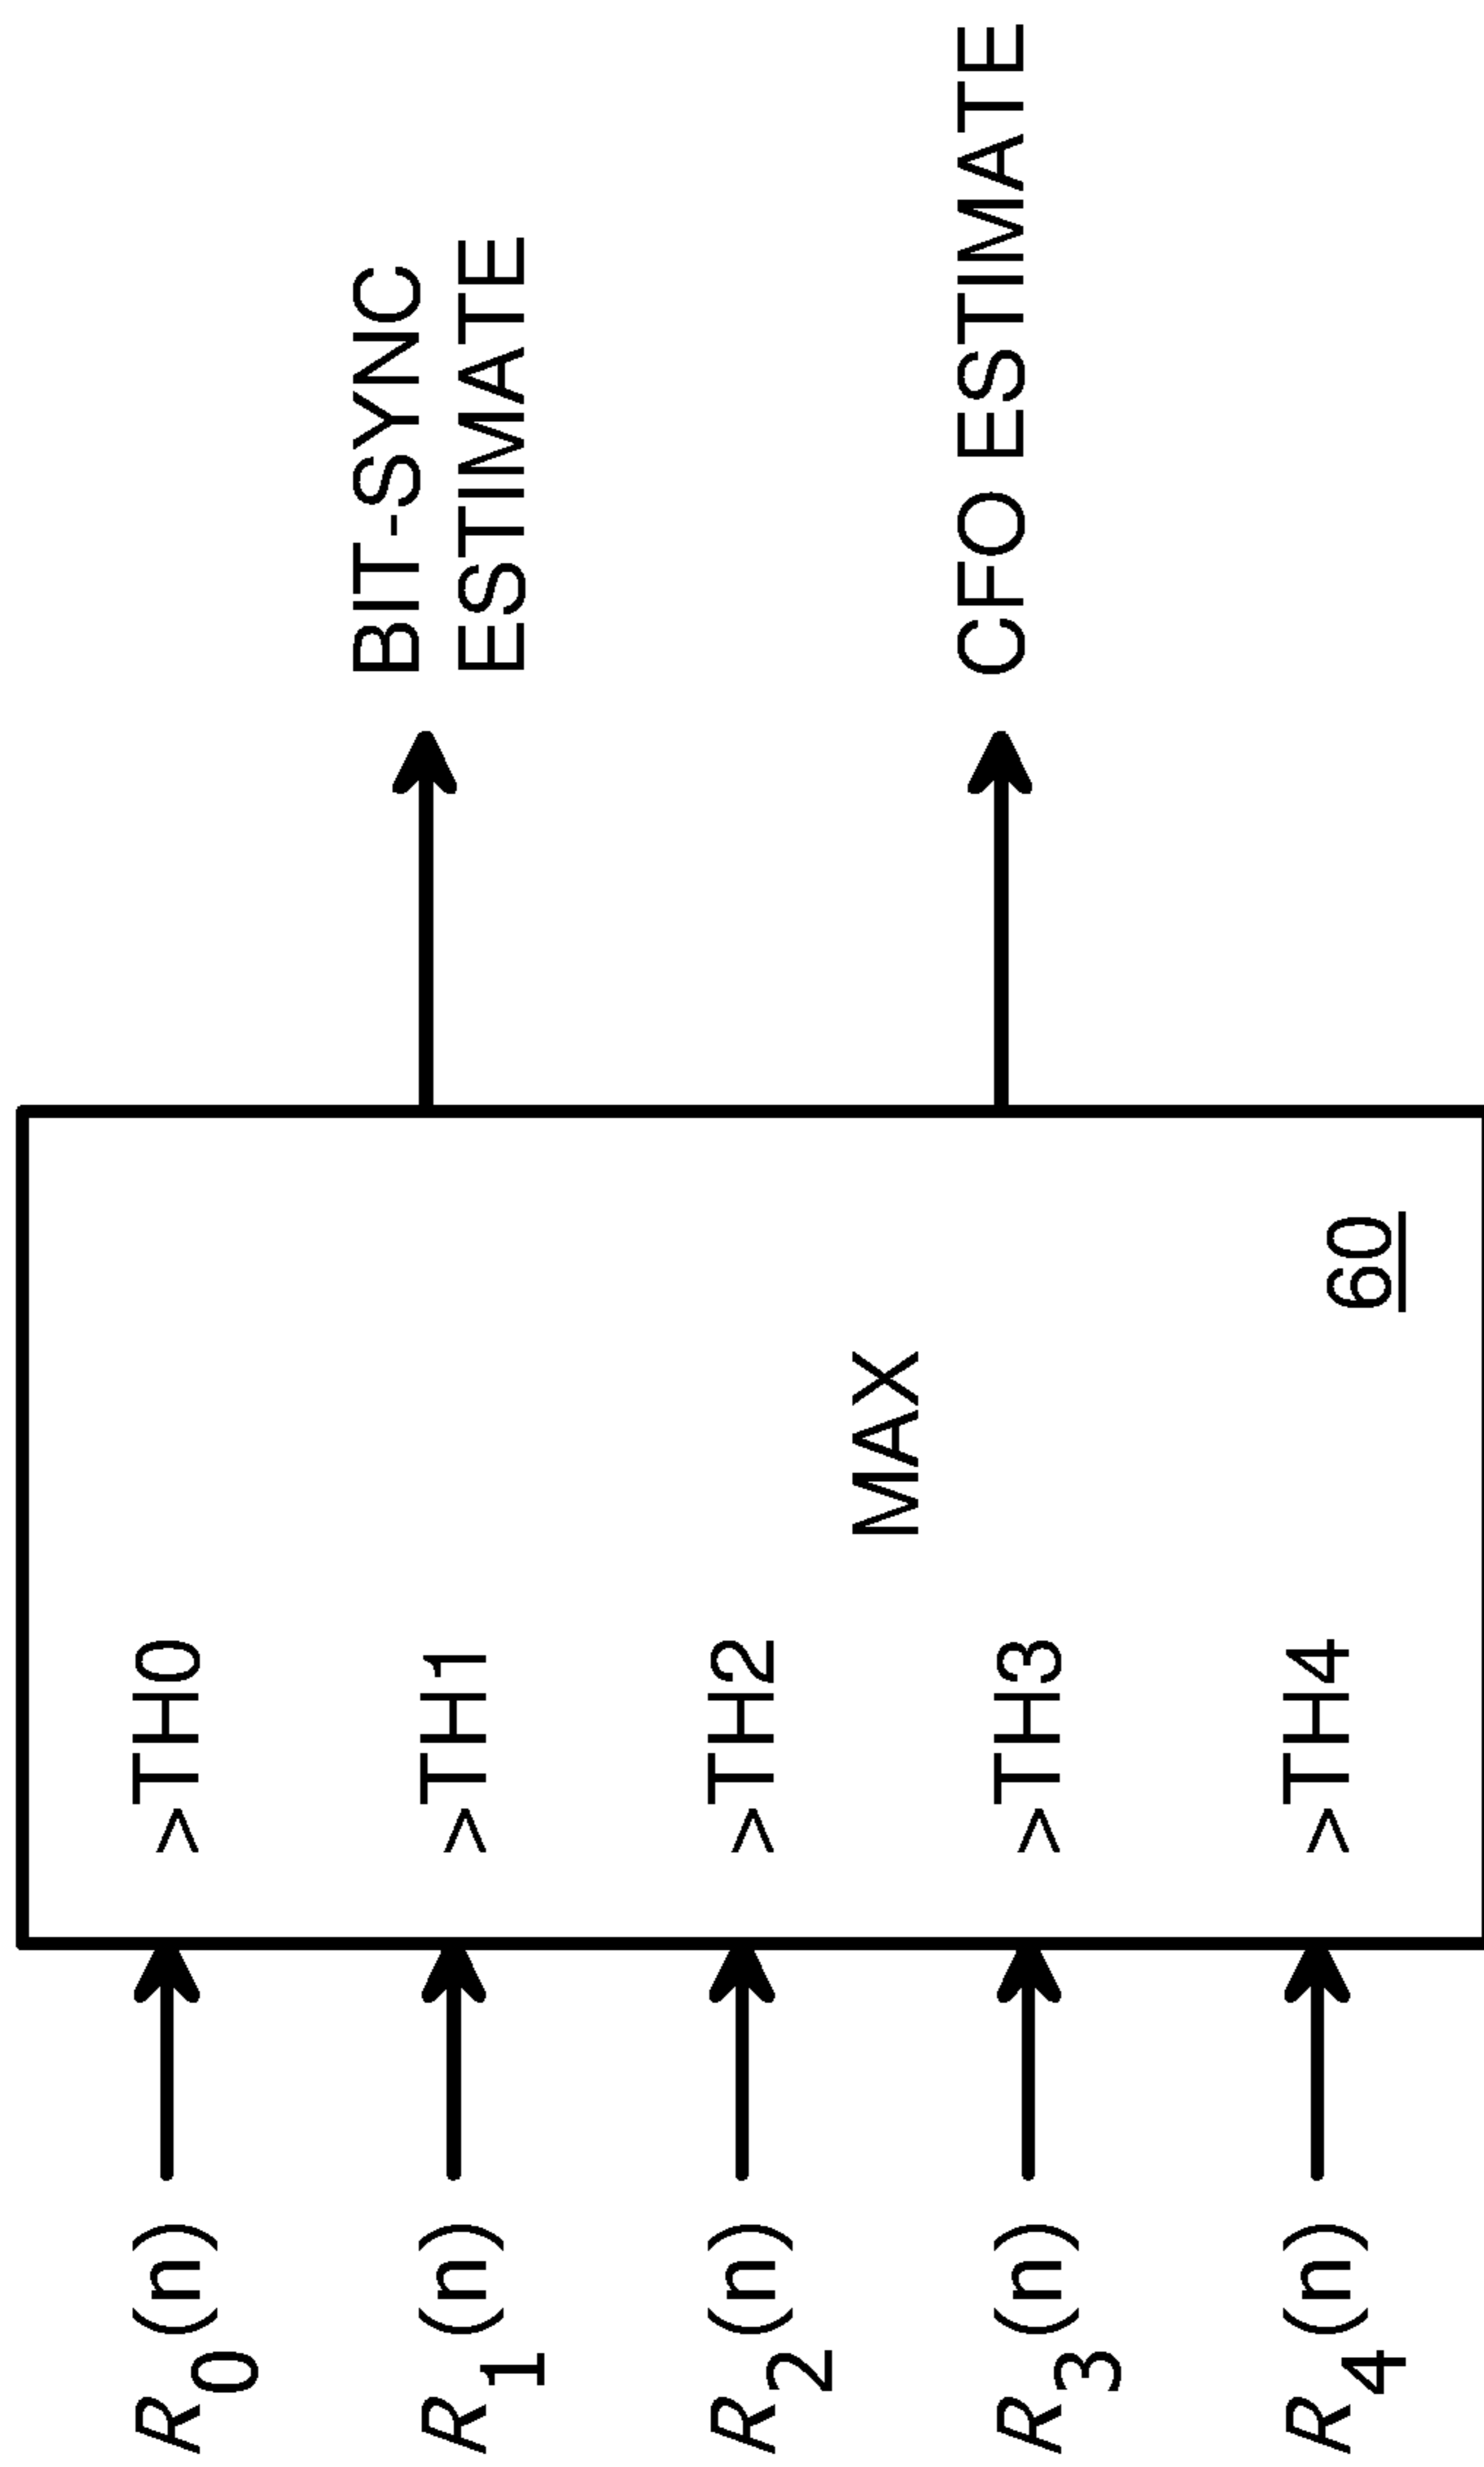 R0(n)
>TH0
R1(n)
>TH1
R2(n)
>TH2
R3(n)
>TH3
R4(n)
>TH4
MAX
60
BIT-SYNC
ESTIMATE
CFO ESTIMATE